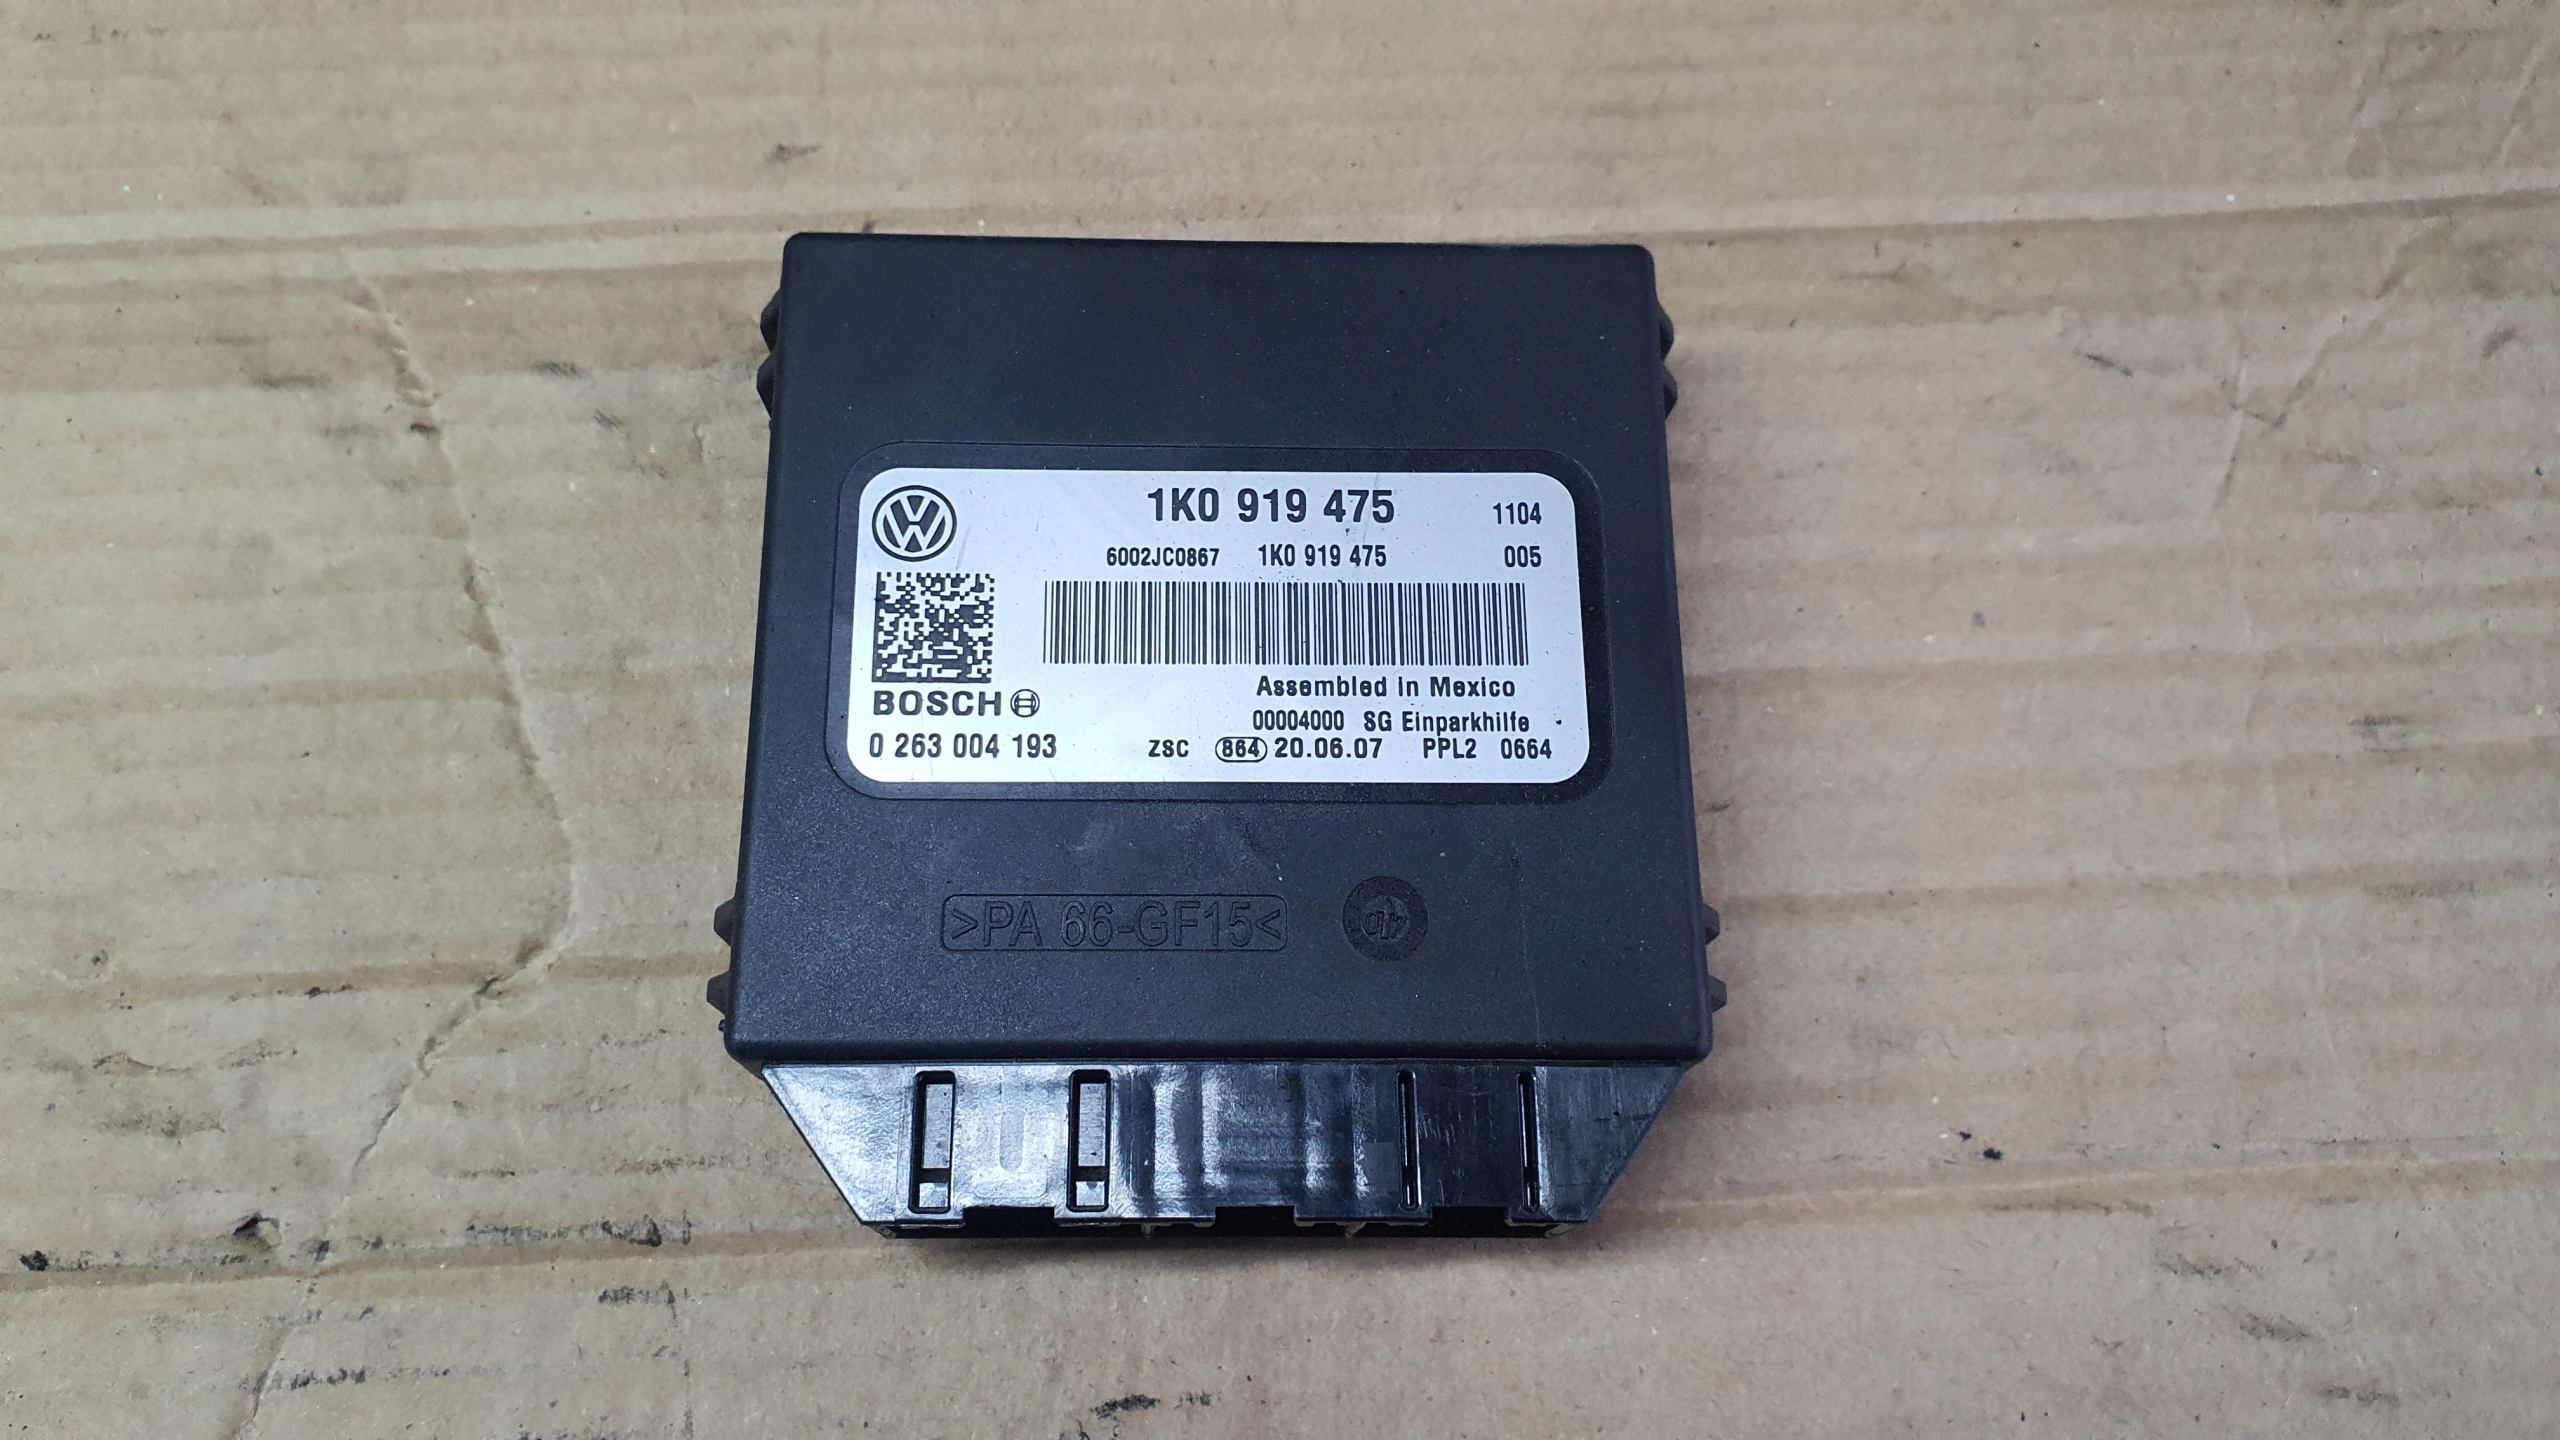 1K0 919 475 1104
6002JC0867 1K0 919 475 005
Assembled in Mexico
BOSCH
00004000 SG Einparkhilfe
0 263 004 193 ZSC 864 20.06.07 PPL2 0664
>PA 66-GF15<